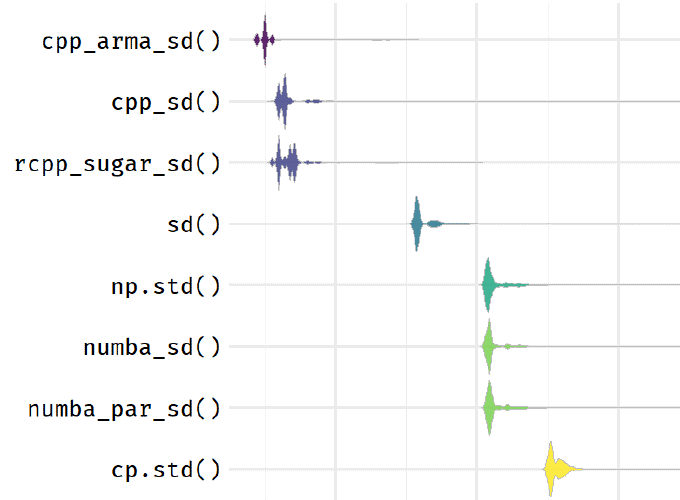 cpp_arma_sd()
cpp_sd()
rcpp_sugar_sd()
sd()
np.std()
numba_sd()
numba_par_sd()
cp.std()